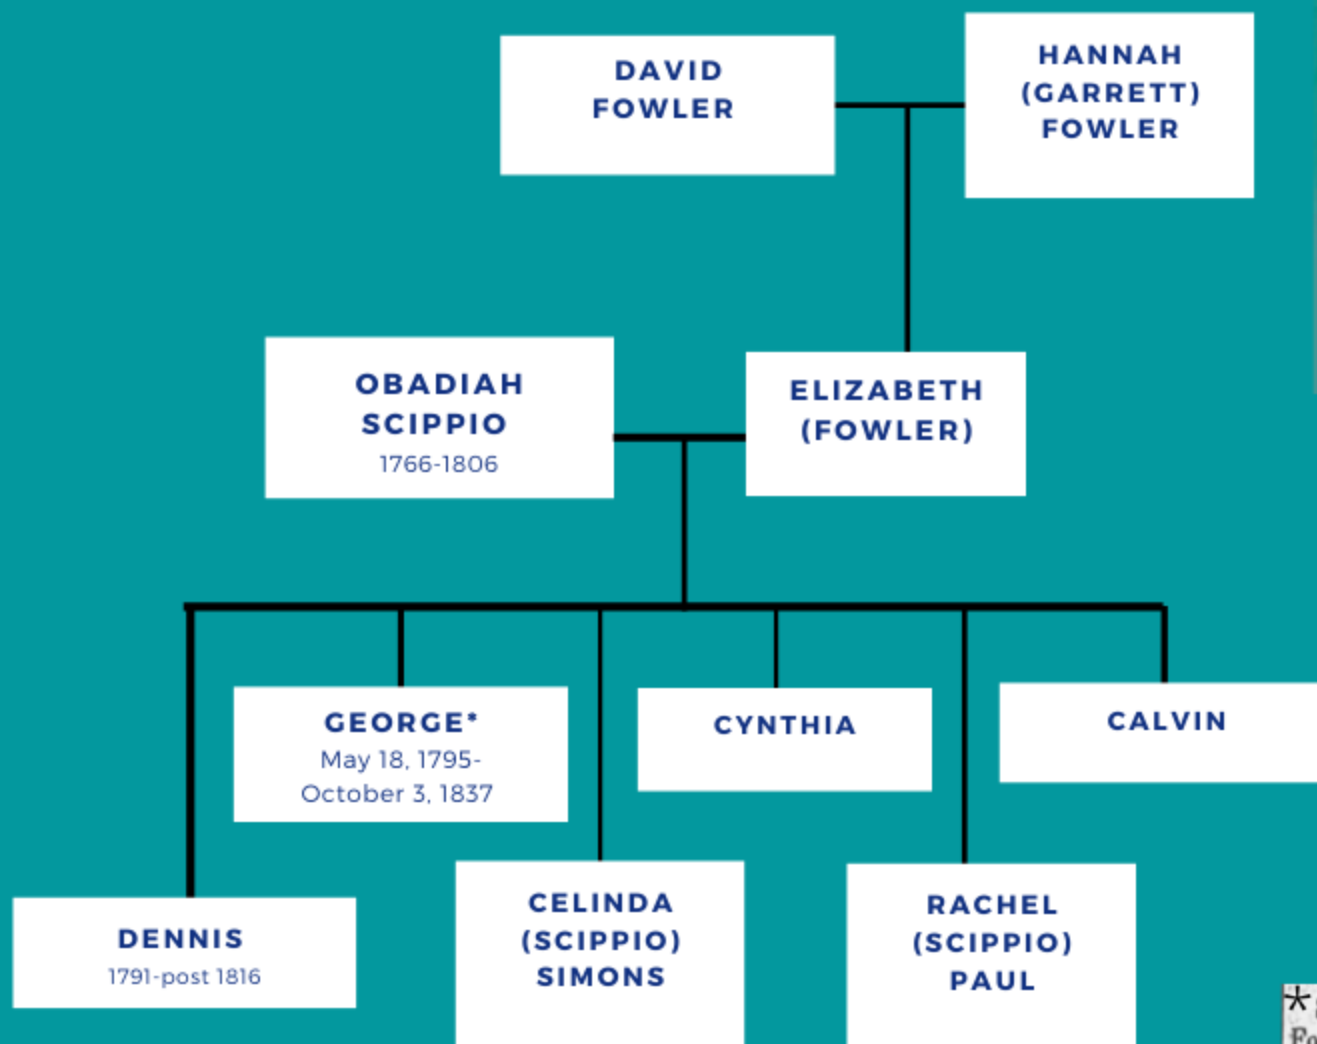 DAVID
FOWLER
HANNAH
(GARRETT)
FOWLER
OBADIAH
SCIPPIO
1766-1806
ELIZABETH
(FOWLER)
GEORGE*
May 18, 1795-
October 3, 1837
CYNTHIA
CALVIN
DENNIS
1791-post 1816
CELINDA
(SCIPPIO)
SIMONS
RACHEL
(SCIPPIO)
PAUL
*